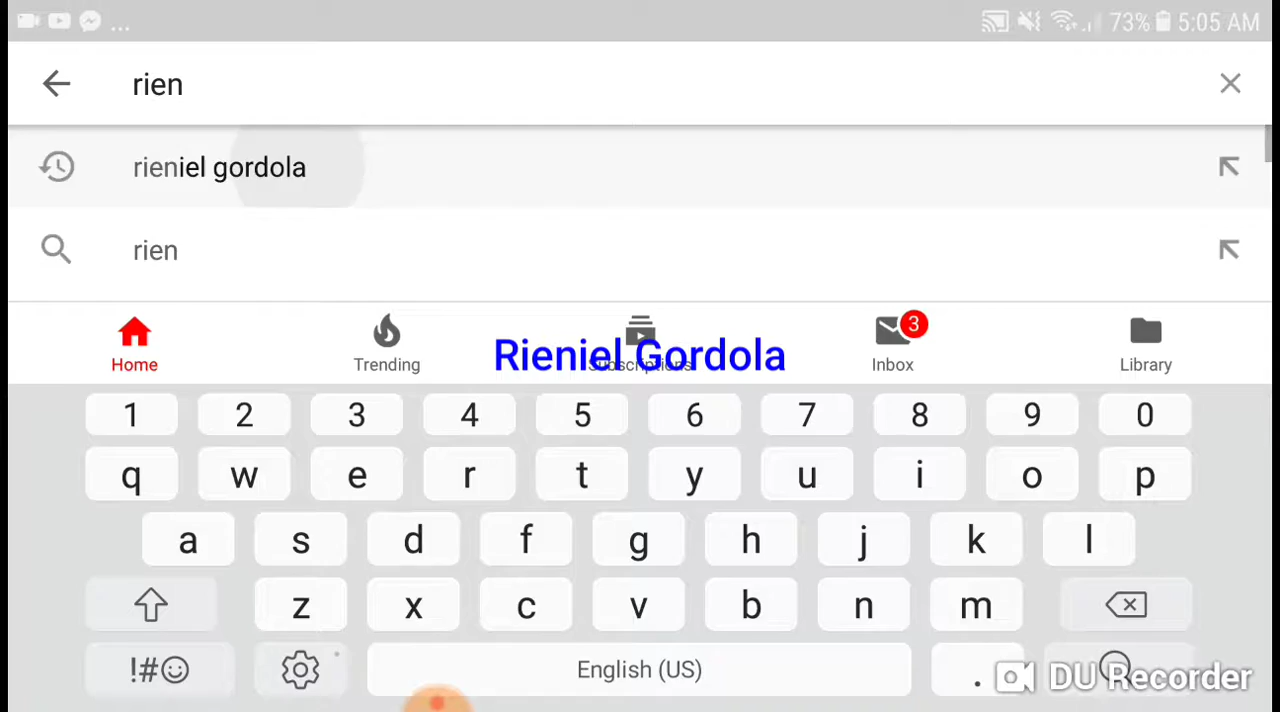 ... 73% 5:05 AM
rien
rieniel gordola
rien
Home Trending Subscriptions Inbox 3 Library
Rieniel Gordola
1 2 3 4 5 6 7 8 9 0
q w e r t y u i o p
a s d f g h j k l
z x c v b n m
!#☺ English (US) .
DU Recorder